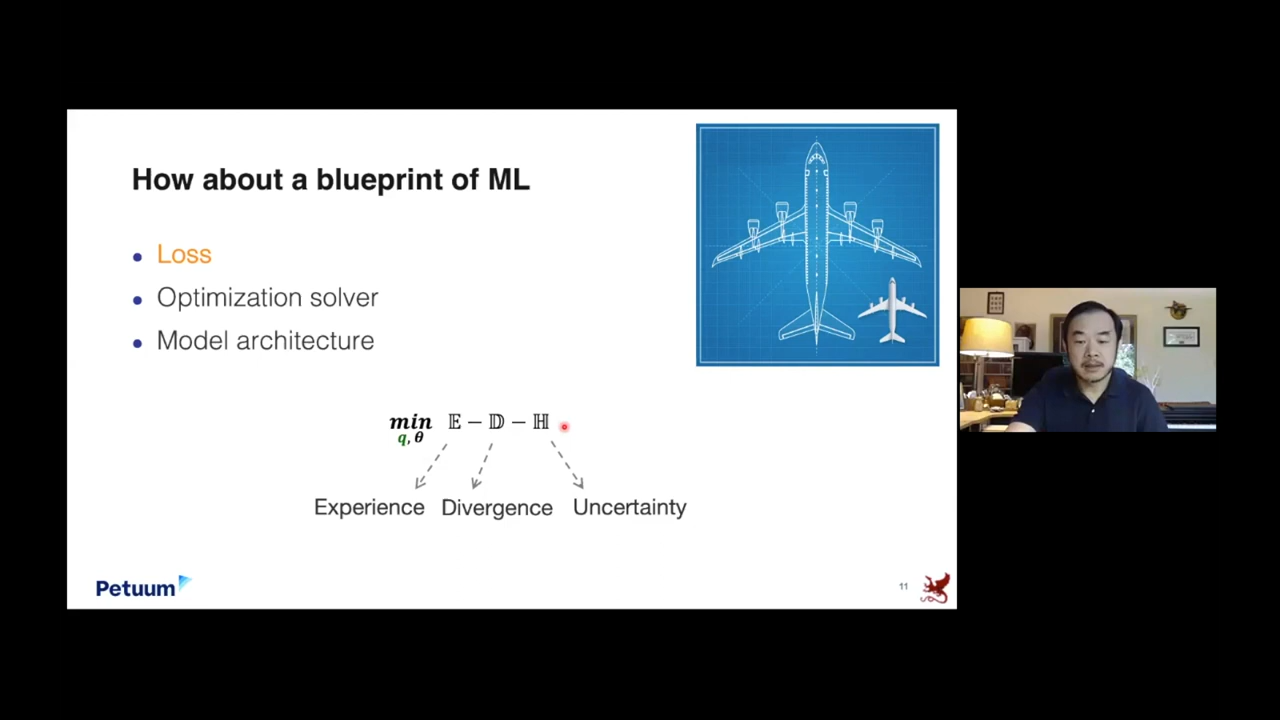 How about a blueprint of ML
Loss
Optimization solver
Model architecture
min 𝔼 − 𝔻 − ℍ
q, θ
Experience Divergence Uncertainty
Petuum
11